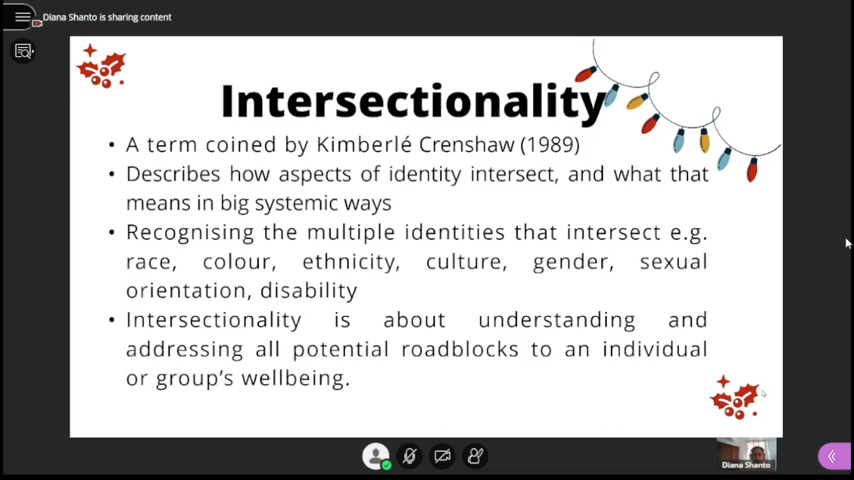 Diana Shanto is sharing content
Intersectionality
• A term coined by Kimberlé Crenshaw (1989)
• Describes how aspects of identity intersect, and what that
means in big systemic ways
• Recognising the multiple identities that intersect e.g.
race, colour, ethnicity, culture, gender, sexual
orientation, disability
• Intersectionality is about understanding and
addressing all potential roadblocks to an individual
or group's wellbeing.
Diana Shanto